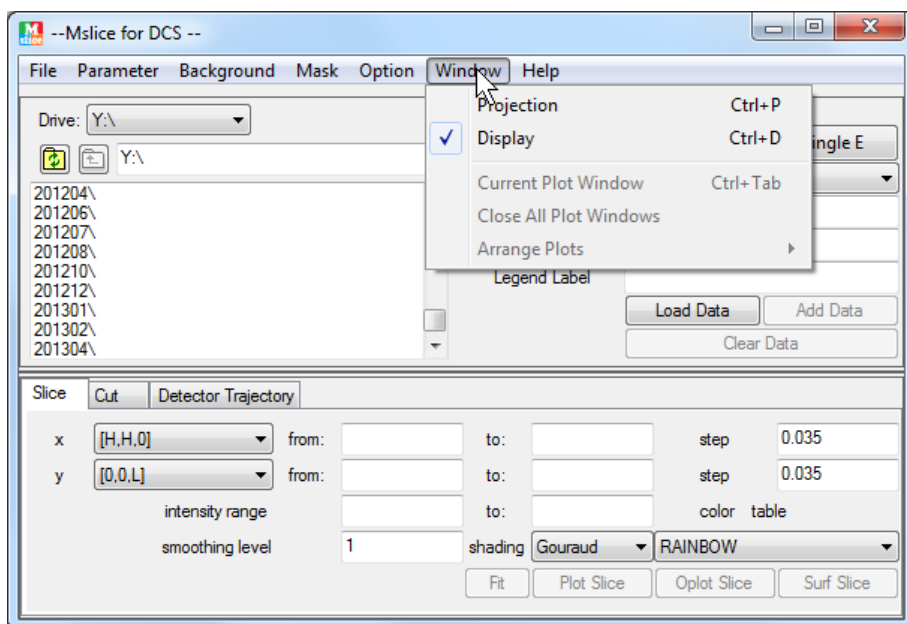 --Mslice for DCS --
File Parameter Background Mask Option Window Help
Projection Ctrl+P
Display Ctrl+D
Current Plot Window Ctrl+Tab
Close All Plot Windows
Arrange Plots
Drive: Y:\
Y:\
201204\
201206\
201207\
201208\
201210\
201212\
201301\
201302\
201304\
ingle E
Legend Label
Load Data Add Data
Clear Data
Slice Cut Detector Trajectory
x [H,H,0] from: to: step 0.035
y [0,0,L] from: to: step 0.035
intensity range to: color table
smoothing level 1 shading Gouraud RAINBOW
Fit Plot Slice Oplot Slice Surf Slice